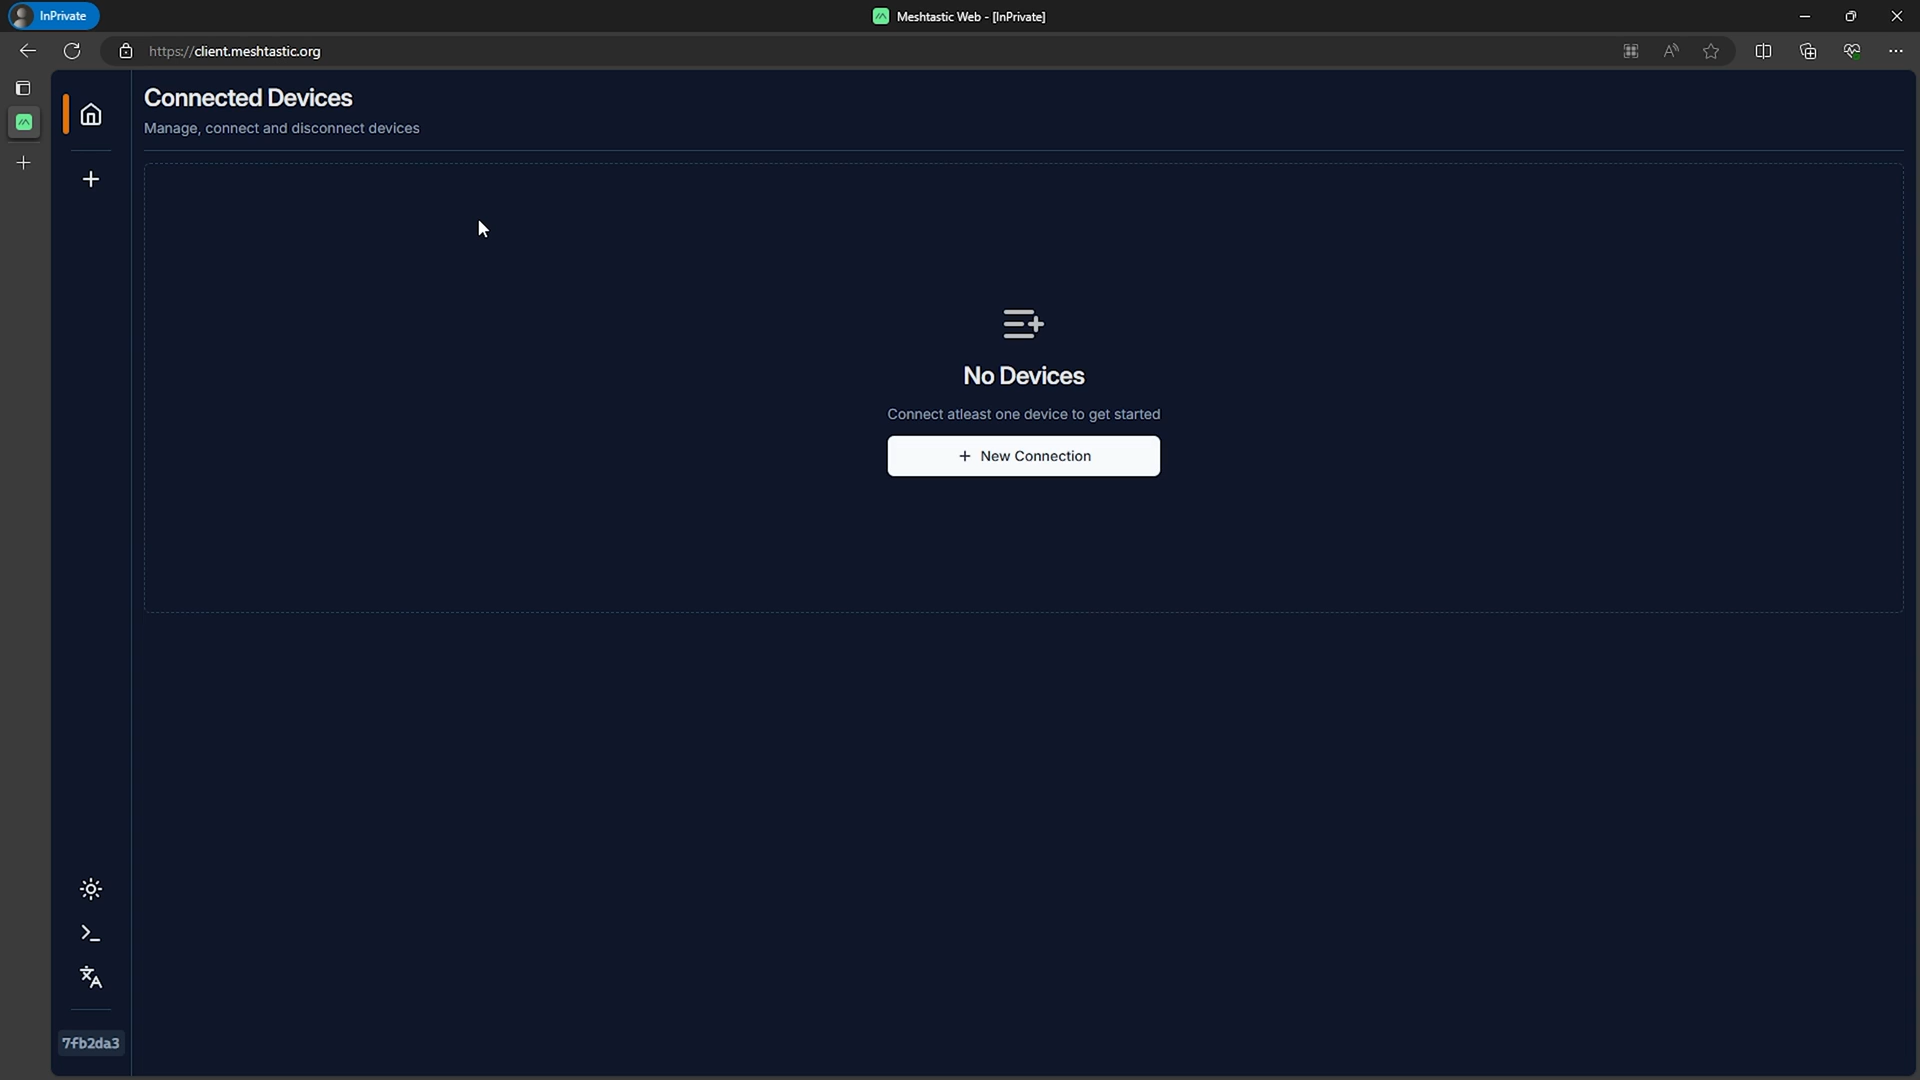 InPrivate
Meshtastic Web - [InPrivate]
https://client.meshtastic.org
Connected Devices
Manage, connect and disconnect devices
No Devices
Connect atleast one device to get started
New Connection
7fb2da3